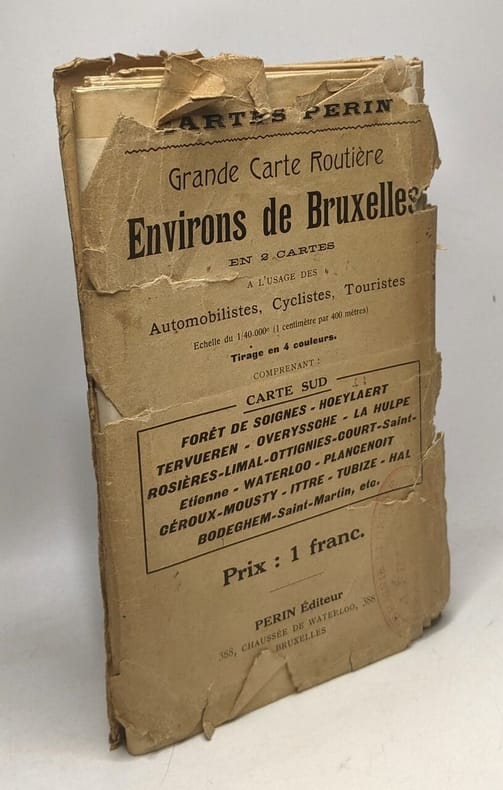 CARTES PERIN
Grande Carte Routière
Environs de Bruxelles
EN 2 CARTES
A L'USAGE DES
Automobilistes, Cyclistes, Touristes
Echelle du 1/40.000e (1 centimètre par 400 mètres)
Tirage en 4 couleurs.
COMPRENANT :
CARTE SUD
FORÊT DE SOIGNES - HOEYLAERT
TERVUEREN - OVERYSSCHE - LA HULPE
ROSIÈRES-LIMAL-OTTIGNIES-COURT-Saint-
Etienne - WATERLOO - PLANCENOIT
CÉROUX-MOUSTY - ITTRE - TUBIZE - HAL
BODEGHEM-Saint-Martin, etc.
Prix : 1 franc.
PERIN Éditeur
388, CHAUSSÉE DE WATERLOO, 388
BRUXELLES